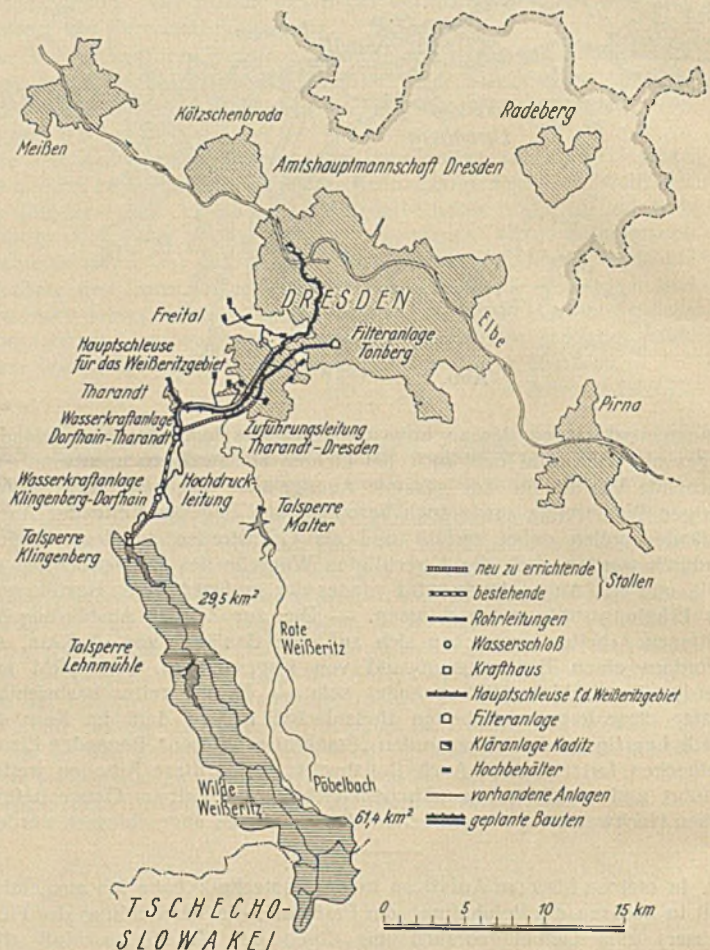 Meißen
Kötzschenbroda
Radeberg
Amtshauptmannschaft Dresden
DRESDEN
Elbe
Freital
Filteranlage
Tonberg
Hauptschleuse
für das Weißeritzgebiet
Tharandt
Pirna
Wasserkraftanlage
Dorfhain-Tharandt
Zuführungsleitung
Tharandt-Dresden
Wasserkraftanlage
Klingenberg-Dorfhain
Hochdruck-
leitung
Talsperre
Malter
Talsperre
Klingenberg
29,5 km²
Talsperre
Lehnmühle
Rote
Weißeritz
Wilde
Weißeritz
Pöbelbach
61,4 km²
TSCHECHO-
SLOWAKEI
neu zu errichtende
bestehende
Stollen
Rohrleitungen
Wasserschloß
Krafthaus
Hauptschleuse f.d. Weißeritzgebiet
Filteranlage
Kläranlage Kaditz
Hochbehälter
vorhandene Anlagen
geplante Bauten
0 5 10 15 km